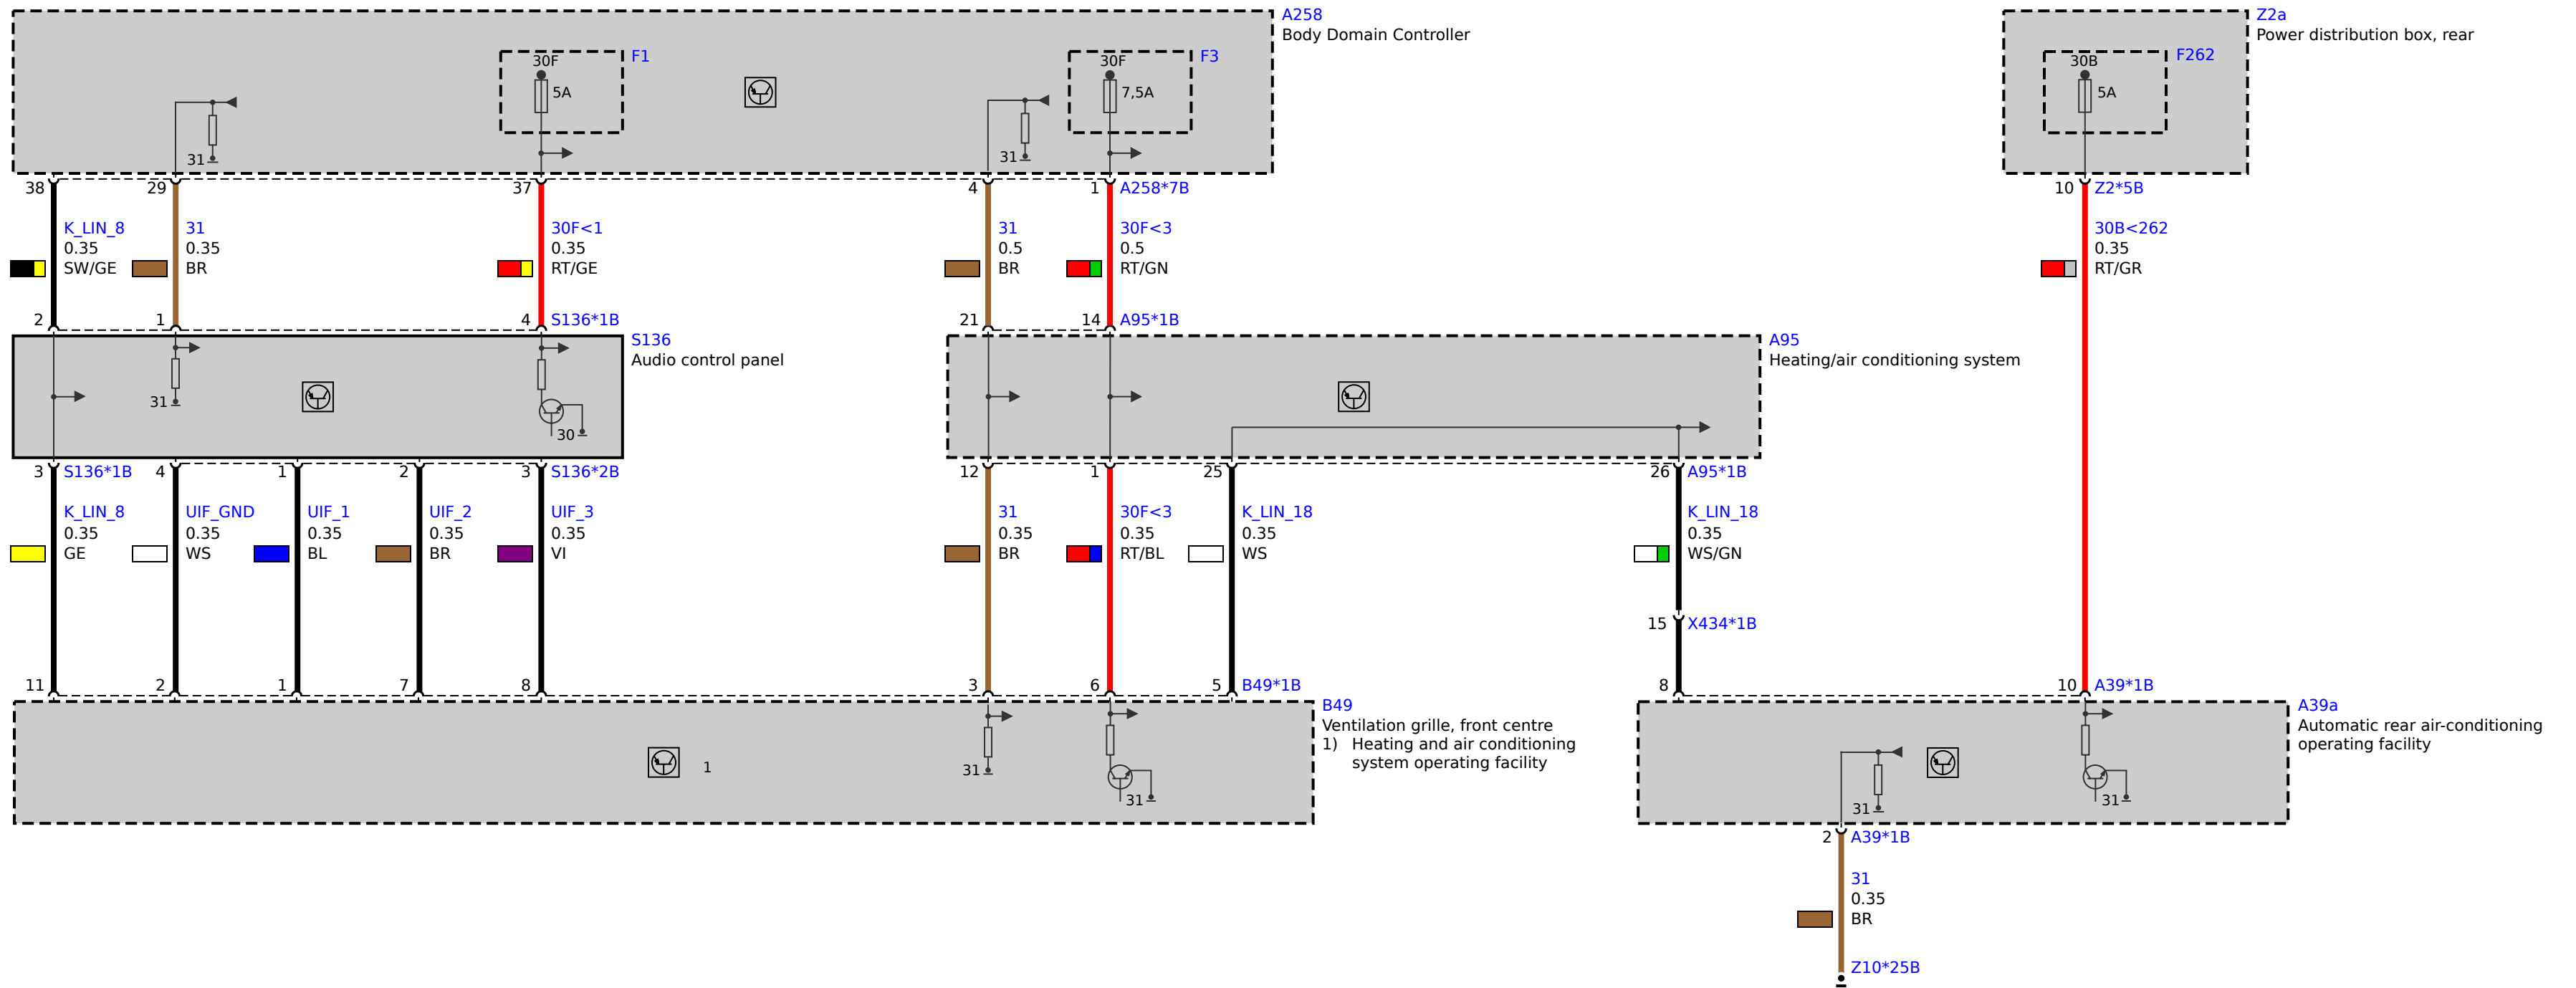 A258
Body Domain Controller
Z2a
Power distribution box, rear
F1
30F
5A
F3
30F
7,5A
F262
30B
5A
31
31
38
29
37
4
1
A258*7B
10
Z2*5B
K_LIN_8
0.35
SW/GE
31
0.35
BR
30F<1
0.35
RT/GE
31
0.5
BR
30F<3
0.5
RT/GN
30B<262
0.35
RT/GR
2
1
4
S136*1B
21
14
A95*1B
S136
Audio control panel
A95
Heating/air conditioning system
31
30
3
S136*1B
4
1
2
3
S136*2B
12
1
25
26
A95*1B
K_LIN_8
0.35
GE
UIF_GND
0.35
WS
UIF_1
0.35
BL
UIF_2
0.35
BR
UIF_3
0.35
VI
31
0.35
BR
30F<3
0.35
RT/BL
K_LIN_18
0.35
WS
K_LIN_18
0.35
WS/GN
15
X434*1B
11
2
1
7
8
3
6
5
B49*1B
8
10
A39*1B
B49
Ventilation grille, front centre
1) Heating and air conditioning
system operating facility
A39a
Automatic rear air-conditioning
operating facility
1
31
31
31
31
2
A39*1B
31
0.35
BR
Z10*25B